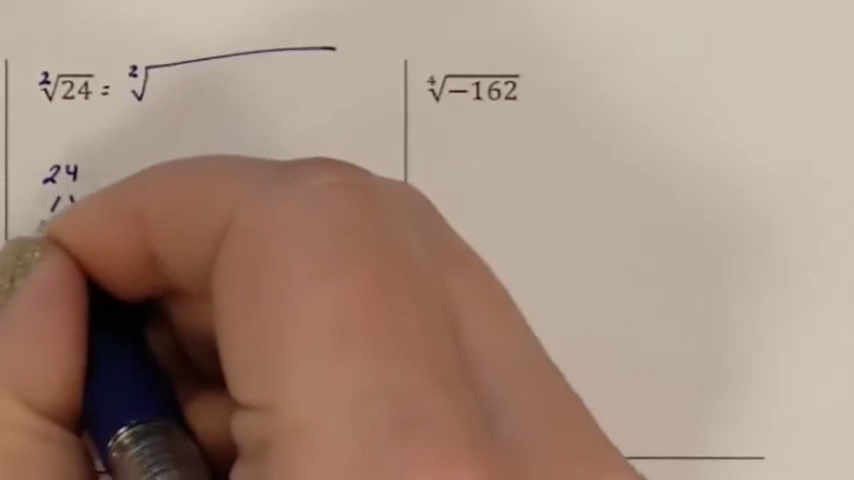 ²√24 = ²√
⁴√−162
24